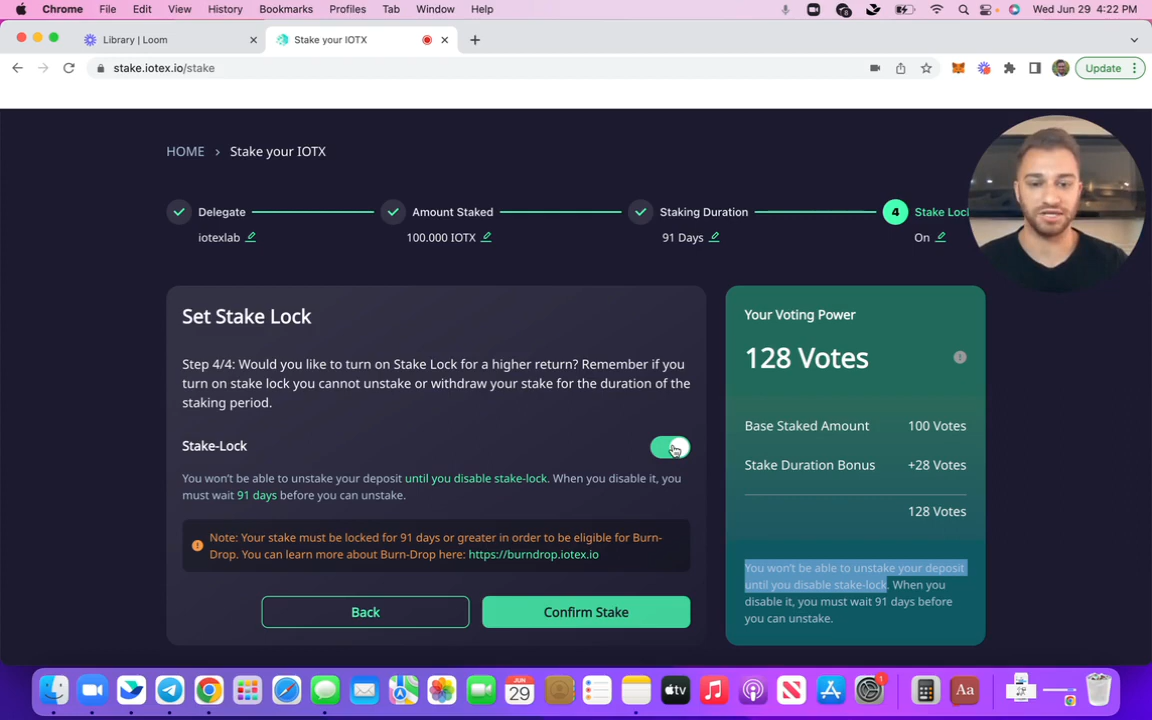 Chrome File Edit View History Bookmarks Profiles Tab Window Help 8 Wed Jun 29 4:22 PM
Library | Loom Stake your IOTX
stake.iotex.io/stake Update
HOME > Stake your IOTX
Delegate Amount Staked Staking Duration 4 Stake Lock
iotexlab 100.000 IOTX 91 Days On
Set Stake Lock
Step 4/4: Would you like to turn on Stake Lock for a higher return? Remember if you
turn on stake lock you cannot unstake or withdraw your stake for the duration of the
staking period.
Stake-Lock
You won't be able to unstake your deposit until you disable stake-lock. When you disable it, you
must wait 91 days before you can unstake.
Note: Your stake must be locked for 91 days or greater in order to be eligible for Burn-
Drop. You can learn more about Burn-Drop here: https://burndrop.iotex.io
Back Confirm Stake
Your Voting Power
128 Votes
Base Staked Amount 100 Votes
Stake Duration Bonus +28 Votes
128 Votes
You won't be able to unstake your deposit
until you disable stake-lock. When you
disable it, you must wait 91 days before
you can unstake.
JUN
29
tv
1
Aa